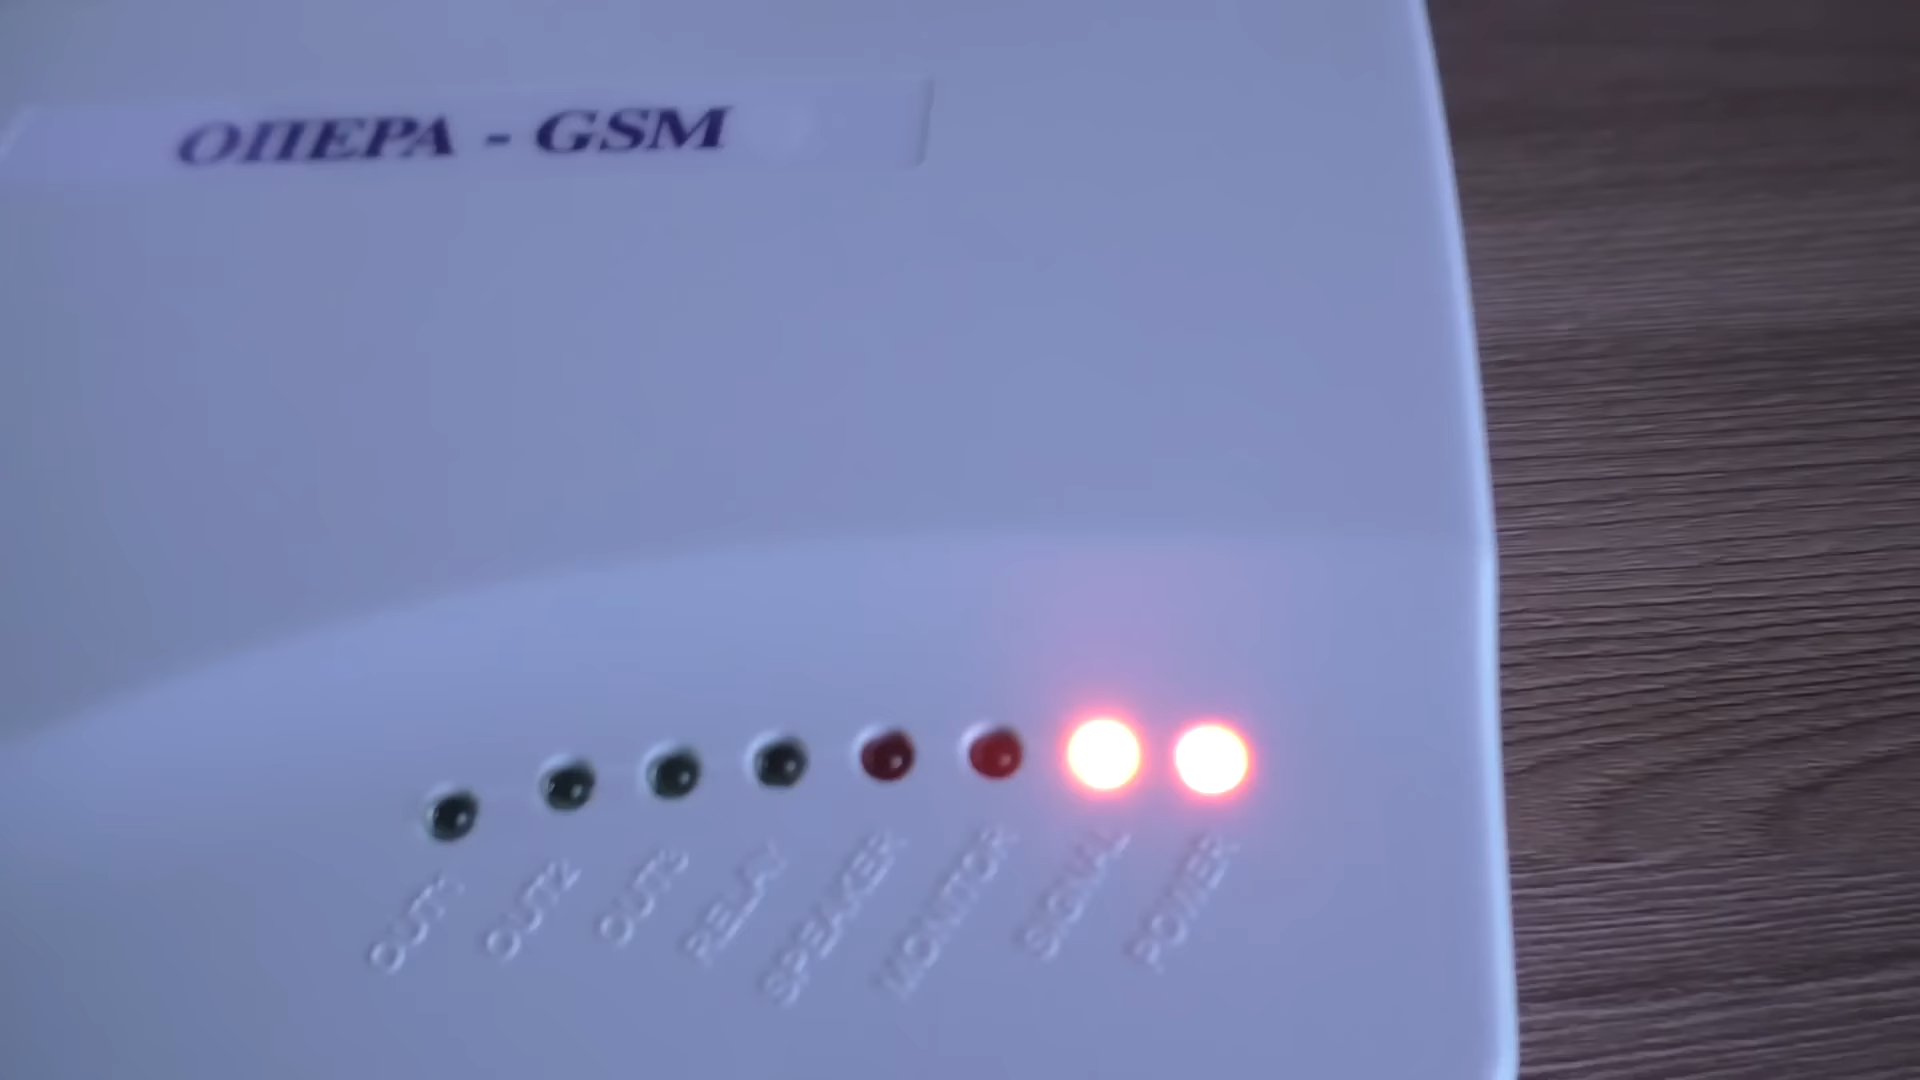 ОПЕРА - GSM
OUT1
OUT2
OUT3
RELAY
SPEAKER
MONITOR
SIGNAL
POWER